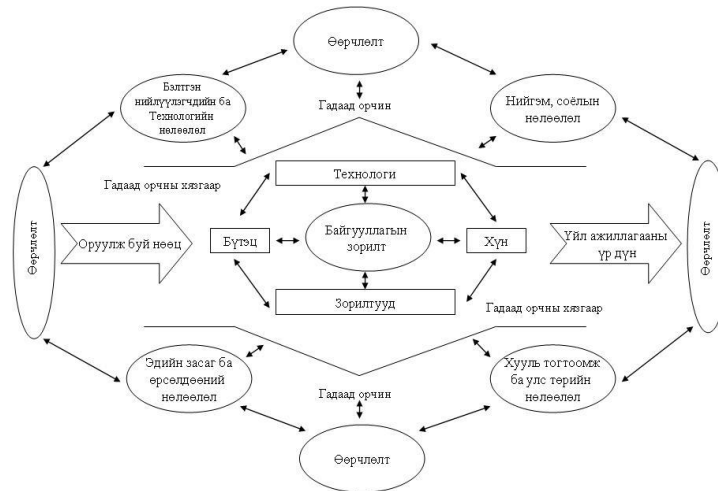 Өөрчлөлт
Бэлтгэн
нийлүүлэгчдийн ба
Технологийн
нөлөөлөл
Гадаад орчин
Нийгэм, соёлын
нөлөөлөл
Гадаад орчны хязгаар
Технологи
Өөрчлөлт
Оруулж буй нөөц
Бүтэц
Байгууллагын
зорилт
Хүн
Үйл ажиллагааны
үр дүн
Өөрчлөлт
Зорилтууд
Гадаад орчны хязгаар
Эдийн засаг ба
өрсөлдөөний
нөлөөлөл
Гадаад орчин
Хууль тогтоомж
ба улс төрийн
нөлөөлөл
Өөрчлөлт